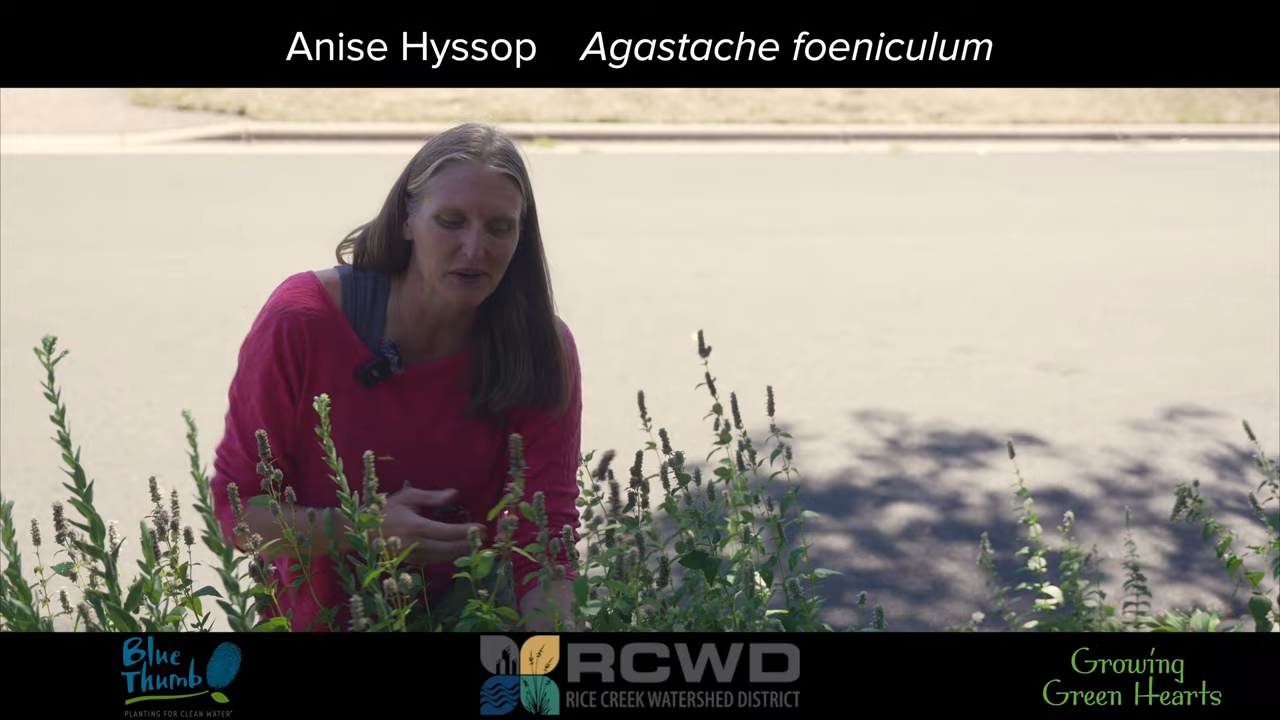 Anise Hyssop Agastache foeniculum
Blue
Thumb
PLANTING FOR CLEAN WATER
RCWD
RICE CREEK WATERSHED DISTRICT
Growing
Green Hearts